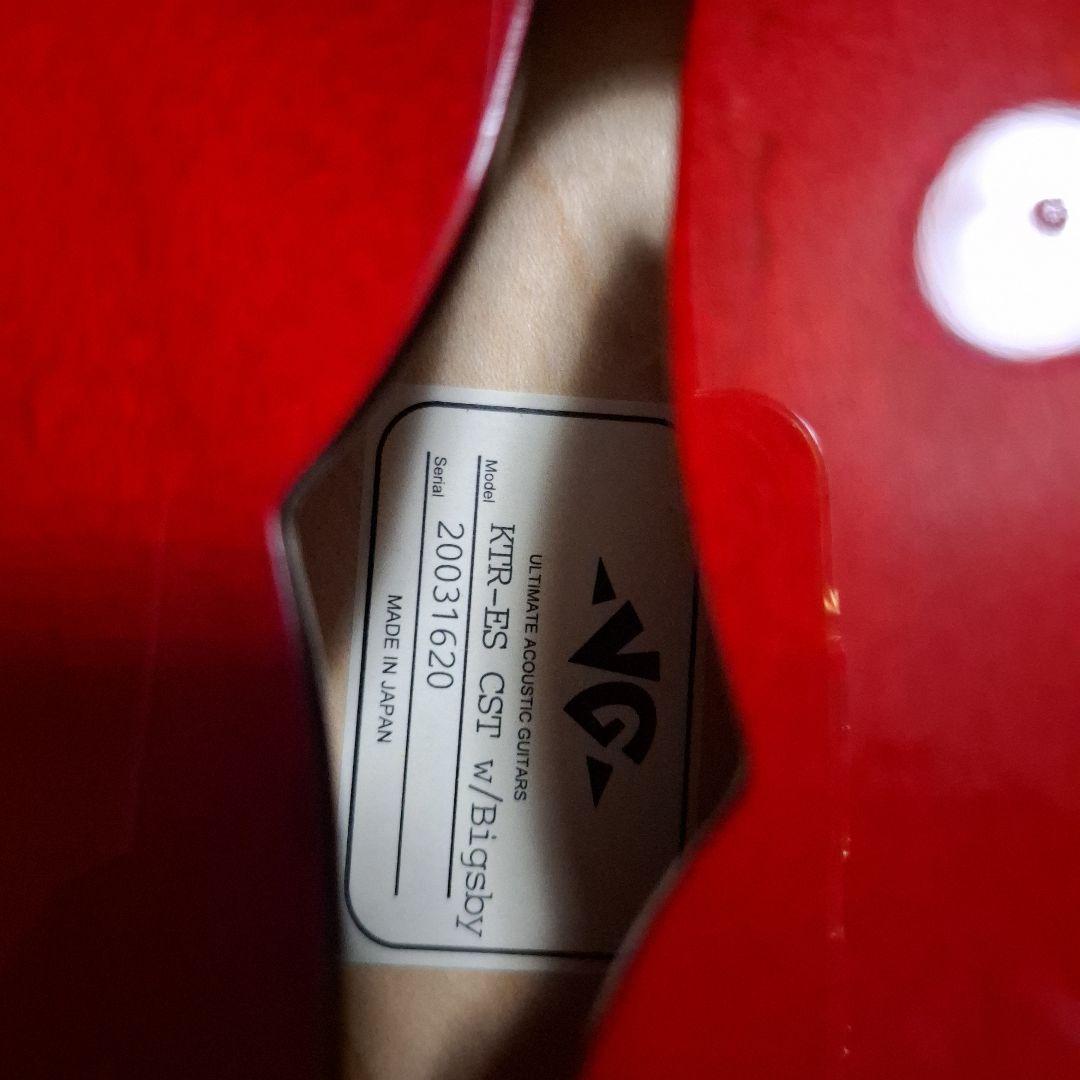 VG
ULTIMATE ACOUSTIC GUITARS
Model KTR-ES CST w/Bigsby
Serial 20031620
MADE IN JAPAN